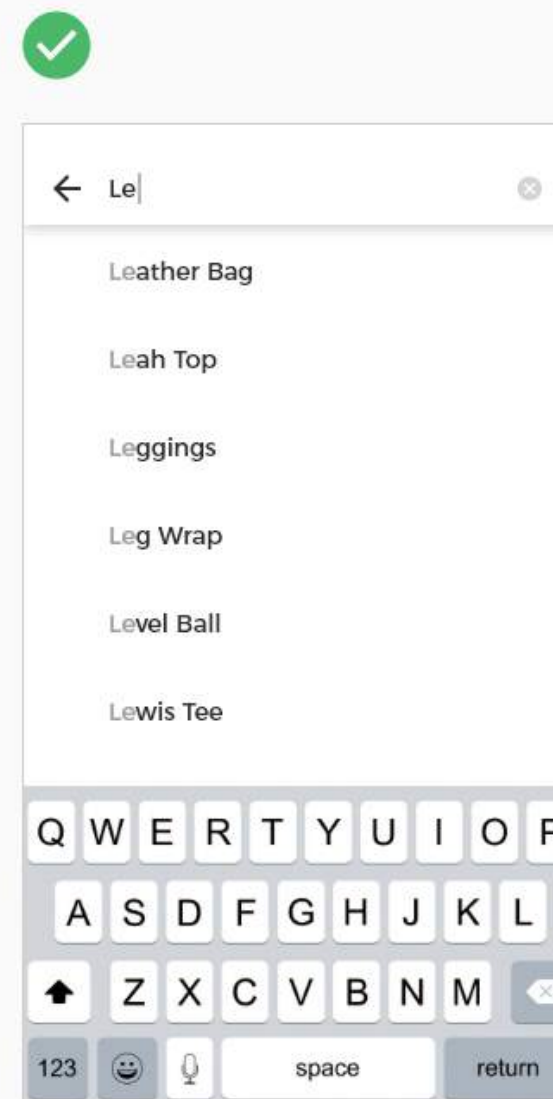 Le
Leather Bag
Leah Top
Leggings
Leg Wrap
Level Ball
Lewis Tee
Q W E R T Y U I O P
A S D F G H J K L
Z X C V B N M
123 space return